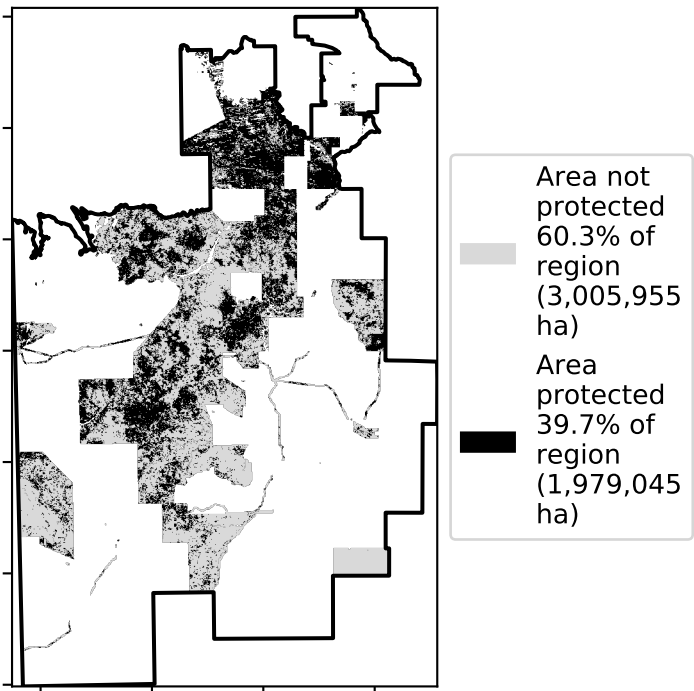 Area not
protected
60.3% of
region
(3,005,955
ha)
Area
protected
39.7% of
region
(1,979,045
ha)